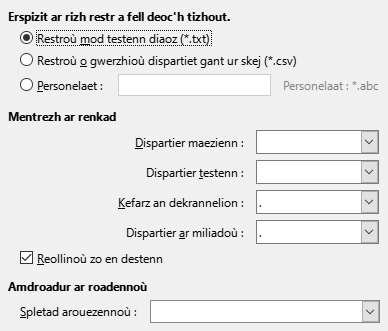 Erspizit ar rizh restr a fell deoc'h tizhout.
Restroù mod testenn diaoz (*.txt)
Restroù o gwerzhioù dispartiet gant ur skej (*.csv)
Personelaet :
Personelaat : *.abc
Mentrezh ar renkad
Dispartier maezienn :
Dispartier testenn :
Kefarz an dekrannelion : .
Dispartier ar miliadoù : .
Reollinoù zo en destenn
Amdroadur ar roadennoù
Spletad arouezennoù :